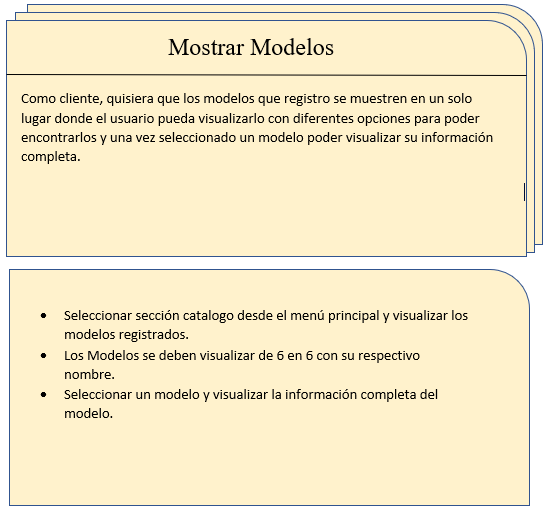 Mostrar Modelos
Como cliente, quisiera que los modelos que registro se muestren en un solo
lugar donde el usuario pueda visualizarlo con diferentes opciones para poder
encontrarlos y una vez seleccionado un modelo poder visualizar su información
completa.
• Seleccionar sección catalogo desde el menú principal y visualizar los
modelos registrados.
• Los Modelos se deben visualizar de 6 en 6 con su respectivo
nombre.
• Seleccionar un modelo y visualizar la información completa del
modelo.